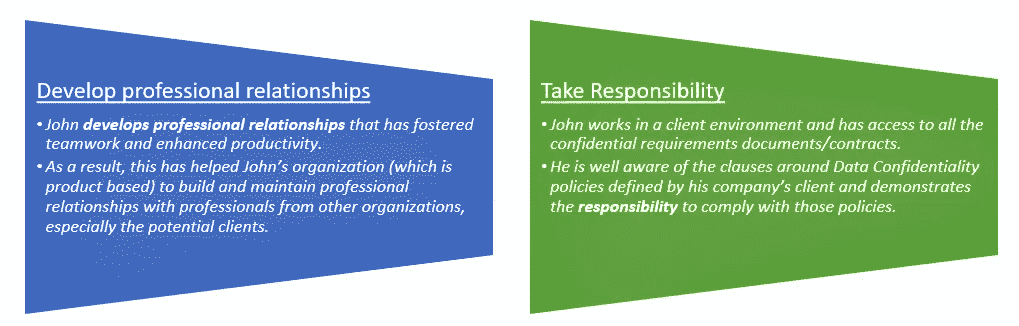 Develop professional relationships
•John develops professional relationships that has fostered
teamwork and enhanced productivity.
•As a result, this has helped John's organization (which is
product based) to build and maintain professional
relationships with professionals from other organizations,
especially the potential clients.
Take Responsibility
•John works in a client environment and has access to all the
confidential requirements documents/contracts.
•He is well aware of the clauses around Data Confidentiality
policies defined by his company's client and demonstrates
the responsibility to comply with those policies.